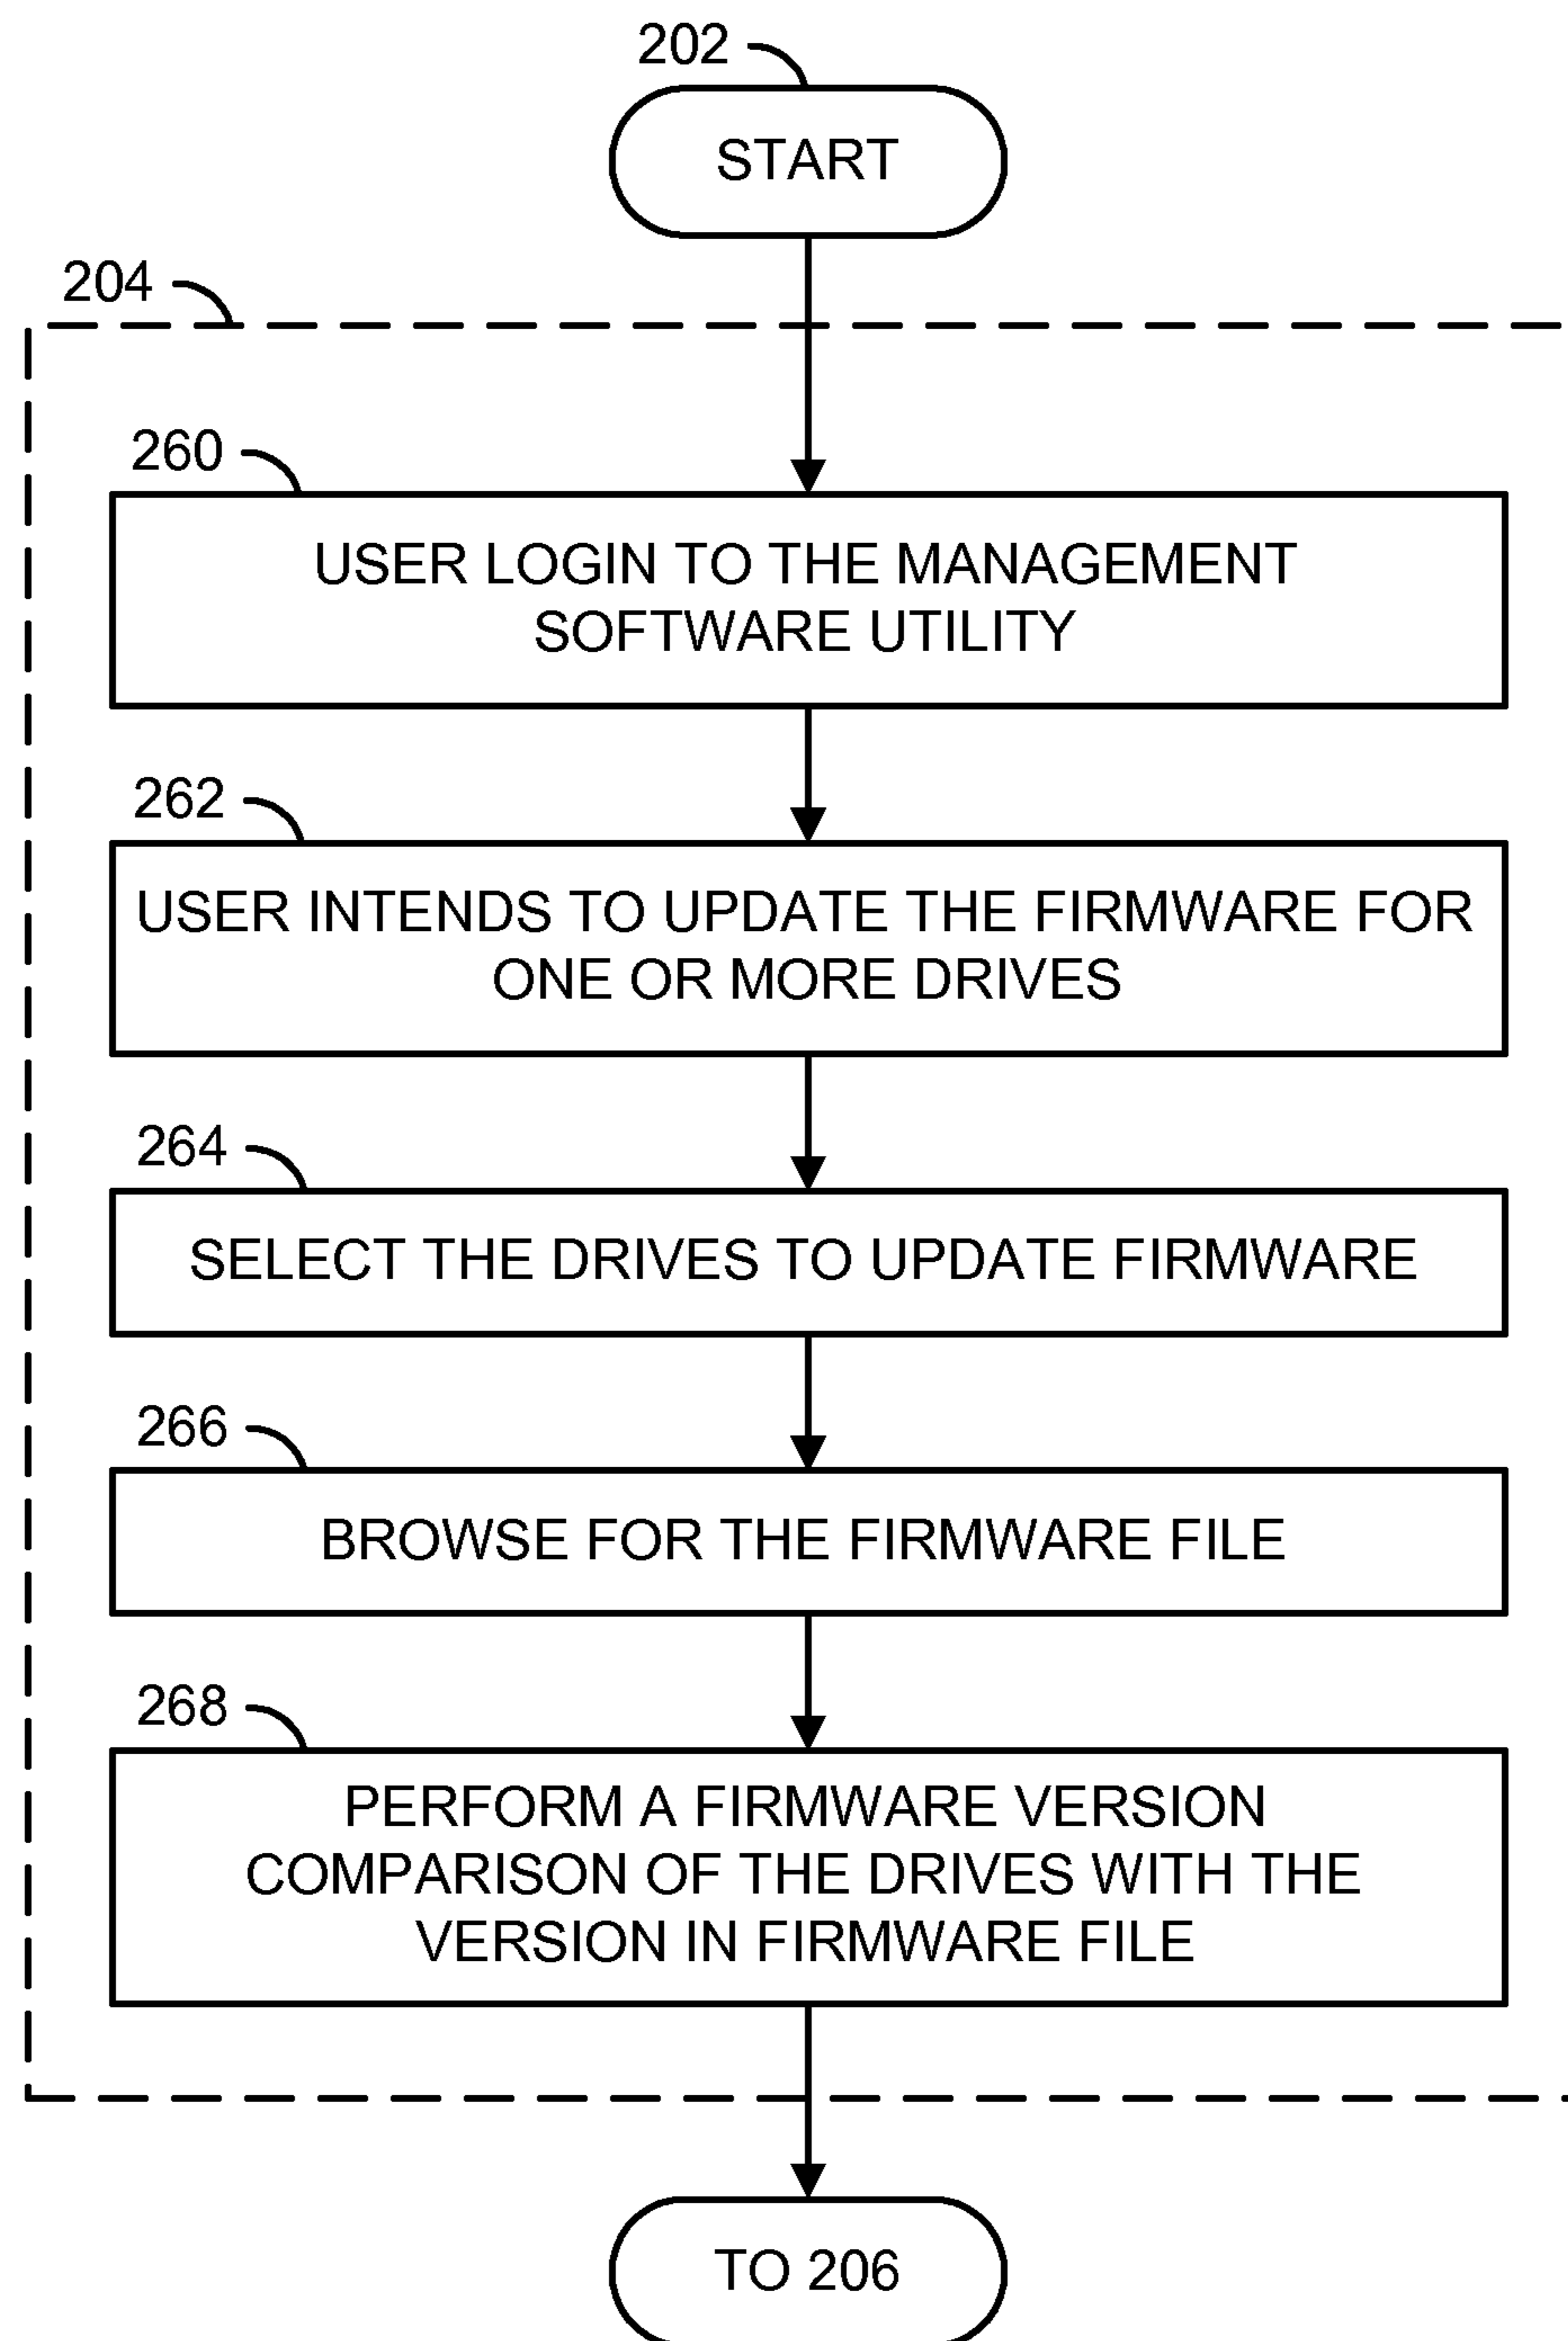 202
START
204
260
USER LOGIN TO THE MANAGEMENT
SOFTWARE UTILITY
262
USER INTENDS TO UPDATE THE FIRMWARE FOR
ONE OR MORE DRIVES
264
SELECT THE DRIVES TO UPDATE FIRMWARE
266
BROWSE FOR THE FIRMWARE FILE
268
PERFORM A FIRMWARE VERSION
COMPARISON OF THE DRIVES WITH THE
VERSION IN FIRMWARE FILE
TO 206